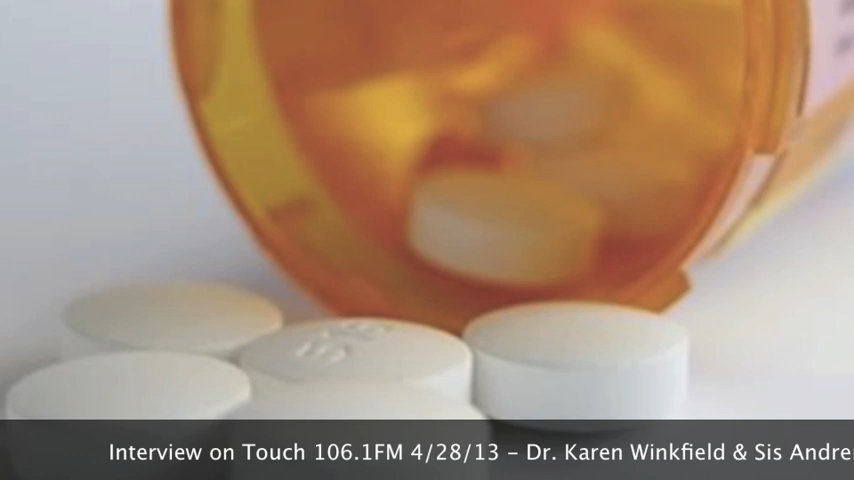 Interview on Touch 106.1FM 4/28/13 – Dr. Karen Winkfield & Sis Andre